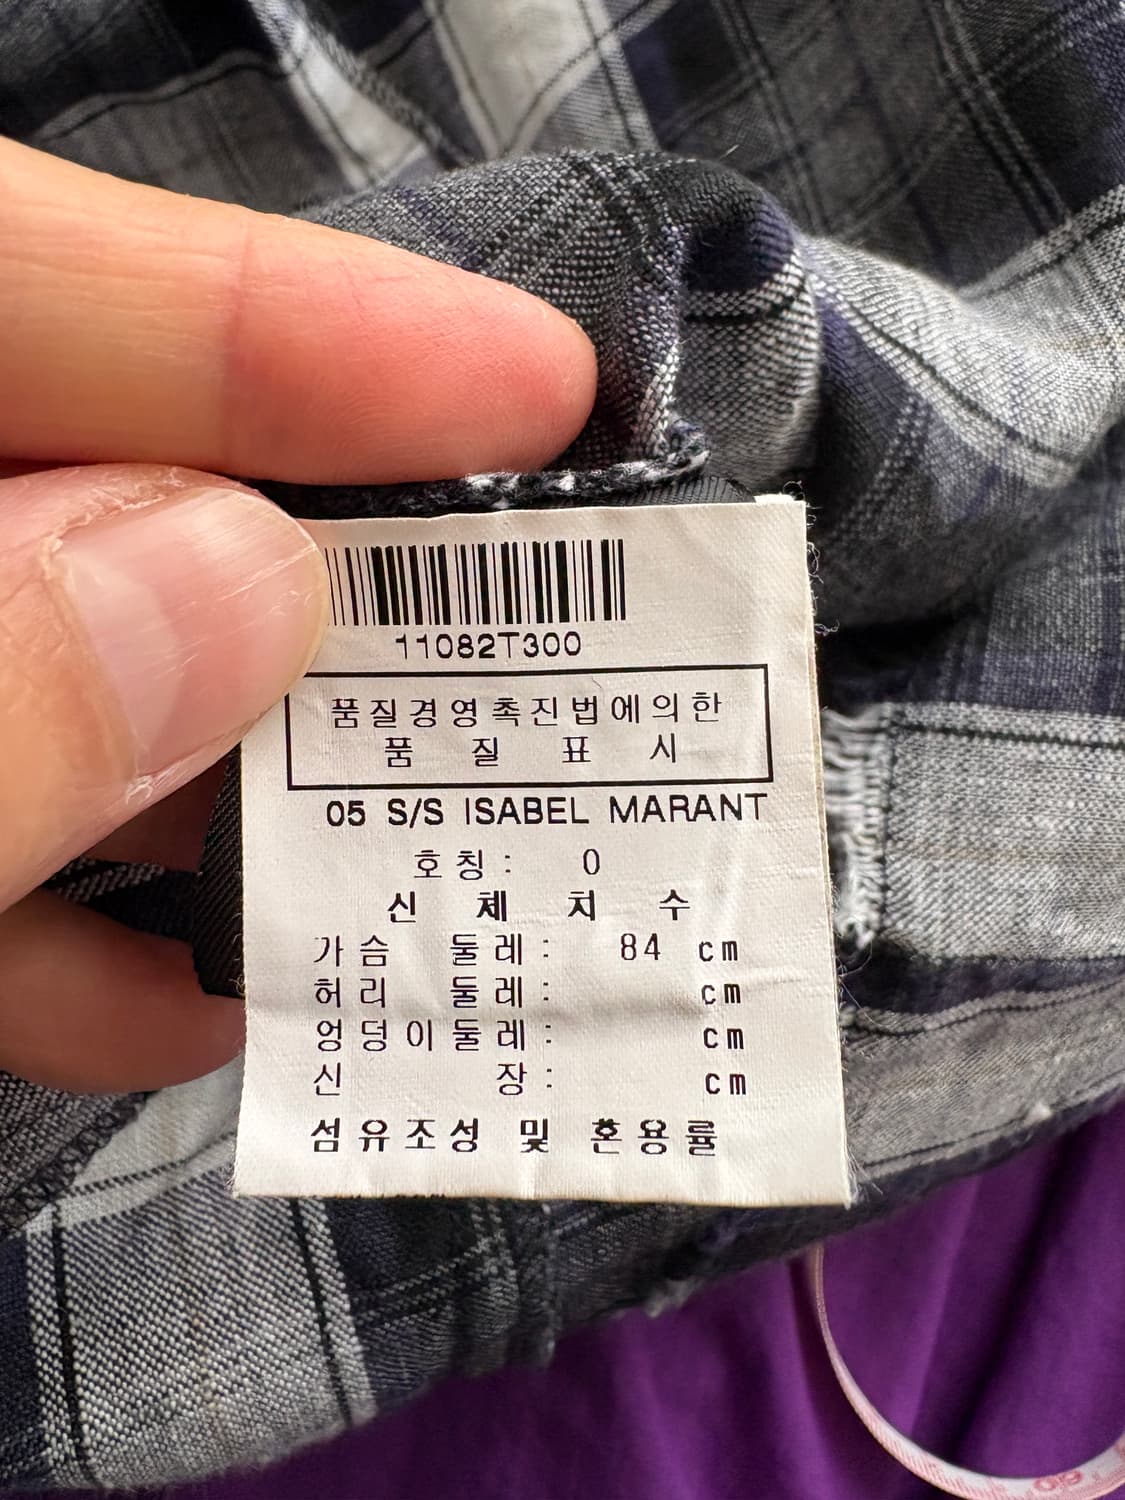 11082T300
품질경영촉진법에의한
품 질 표 시
05 S/S ISABEL MARANT
호칭: 0
신 체 치 수
가슴 둘레: 84 cm
허리 둘레: cm
엉덩이둘레: cm
신 장: cm
섬유조성 및 혼용률
60